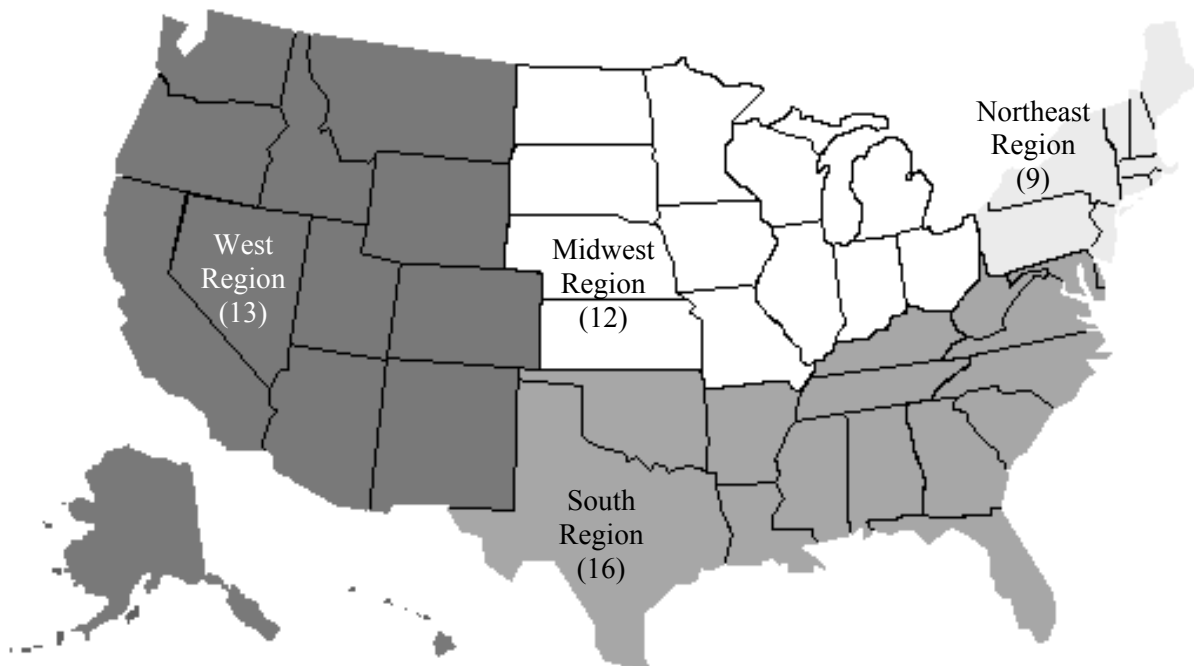 Northeast
Region
(9)
West
Region
(13)
Midwest
Region
(12)
South
Region
(16)